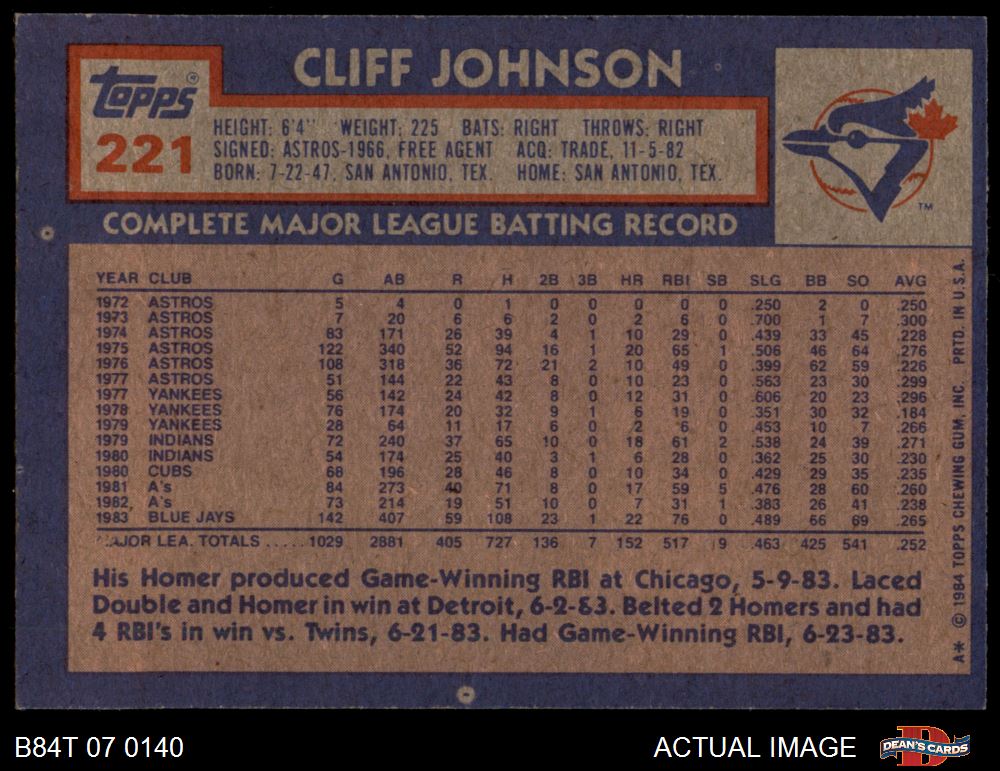 CLIFF JOHNSON
Topps ®
221
HEIGHT: 6'4" WEIGHT: 225 BATS: RIGHT THROWS: RIGHT
SIGNED: ASTROS-1966, FREE AGENT ACQ: TRADE, 11-5-82
BORN: 7-22-47, SAN ANTONIO, TEX. HOME: SAN ANTONIO, TEX.
TM
COMPLETE MAJOR LEAGUE BATTING RECORD
YEAR CLUB G AB R H 2B 3B HR RBI SB SLG BB SO AVG
1972 ASTROS 5 4 0 1 0 0 0 0 0 .250 2 0 .250
1973 ASTROS 7 20 6 6 2 0 2 6 0 .700 1 7 .300
1974 ASTROS 83 171 26 39 4 1 10 29 0 .439 33 45 .228
1975 ASTROS 122 340 52 94 16 1 20 65 1 .506 46 64 .276
1976 ASTROS 108 318 36 72 21 2 10 49 0 .399 62 59 .226
1977 ASTROS 51 144 22 43 8 0 10 23 0 .563 23 30 .299
1977 YANKEES 56 142 24 42 8 0 12 31 0 .606 20 23 .296
1978 YANKEES 76 174 20 32 9 1 6 19 0 .351 30 32 .184
1979 YANKEES 28 64 11 17 6 0 2 6 0 .453 10 7 .266
1979 INDIANS 72 240 37 65 10 0 18 61 2 .538 24 39 .271
1980 INDIANS 54 174 25 40 3 1 6 28 0 .362 25 30 .230
1980 CUBS 68 196 28 46 8 0 10 34 0 .429 29 35 .235
1981 A's 84 273 40 71 8 0 17 59 5 .476 28 60 .260
1982 A's 73 214 19 51 10 0 7 31 1 .383 26 41 .238
1983 BLUE JAYS 142 407 59 108 23 1 22 76 0 .489 66 69 .265
MAJOR LEA. TOTALS ..... 1029 2881 405 727 136 7 152 517 9 .463 425 541 .252
His Homer produced Game-Winning RBI at Chicago, 5-9-83. Laced
Double and Homer in win at Detroit, 6-2-83. Belted 2 Homers and had
4 RBI's in win vs. Twins, 6-21-83. Had Game-Winning RBI, 6-23-83.
A* © 1984 TOPPS CHEWING GUM, INC. PRTD. IN U.S.A.
B84T 07 0140
ACTUAL IMAGE
D
DEAN'S CARDS